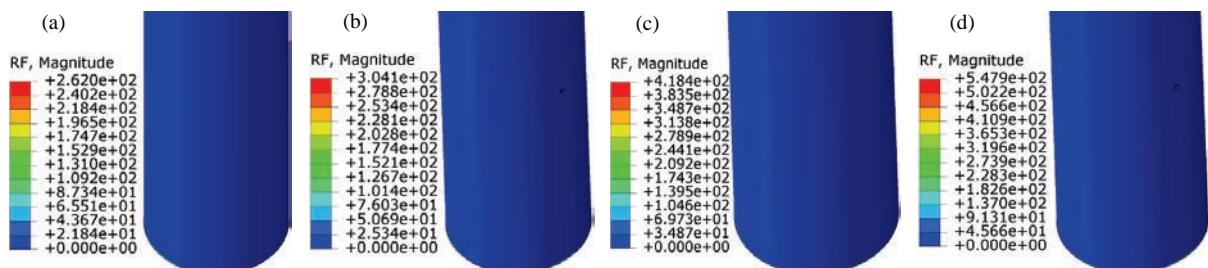 (a)
RF, Magnitude
+2.620e+02
+2.402e+02
+2.184e+02
+1.965e+02
+1.747e+02
+1.529e+02
+1.310e+02
+1.092e+02
+8.734e+01
+6.551e+01
+4.367e+01
+2.184e+01
+0.000e+00
(b)
RF, Magnitude
+3.041e+02
+2.788e+02
+2.534e+02
+2.281e+02
+2.028e+02
+1.774e+02
+1.521e+02
+1.267e+02
+1.014e+02
+7.603e+01
+5.069e+01
+2.534e+01
+0.000e+00
(c)
RF, Magnitude
+4.184e+02
+3.835e+02
+3.487e+02
+3.138e+02
+2.789e+02
+2.441e+02
+2.092e+02
+1.743e+02
+1.395e+02
+1.046e+02
+6.973e+01
+3.487e+01
+0.000e+00
(d)
RF, Magnitude
+5.479e+02
+5.022e+02
+4.566e+02
+4.109e+02
+3.653e+02
+3.196e+02
+2.739e+02
+2.283e+02
+1.826e+02
+1.370e+02
+9.131e+01
+4.566e+01
+0.000e+00